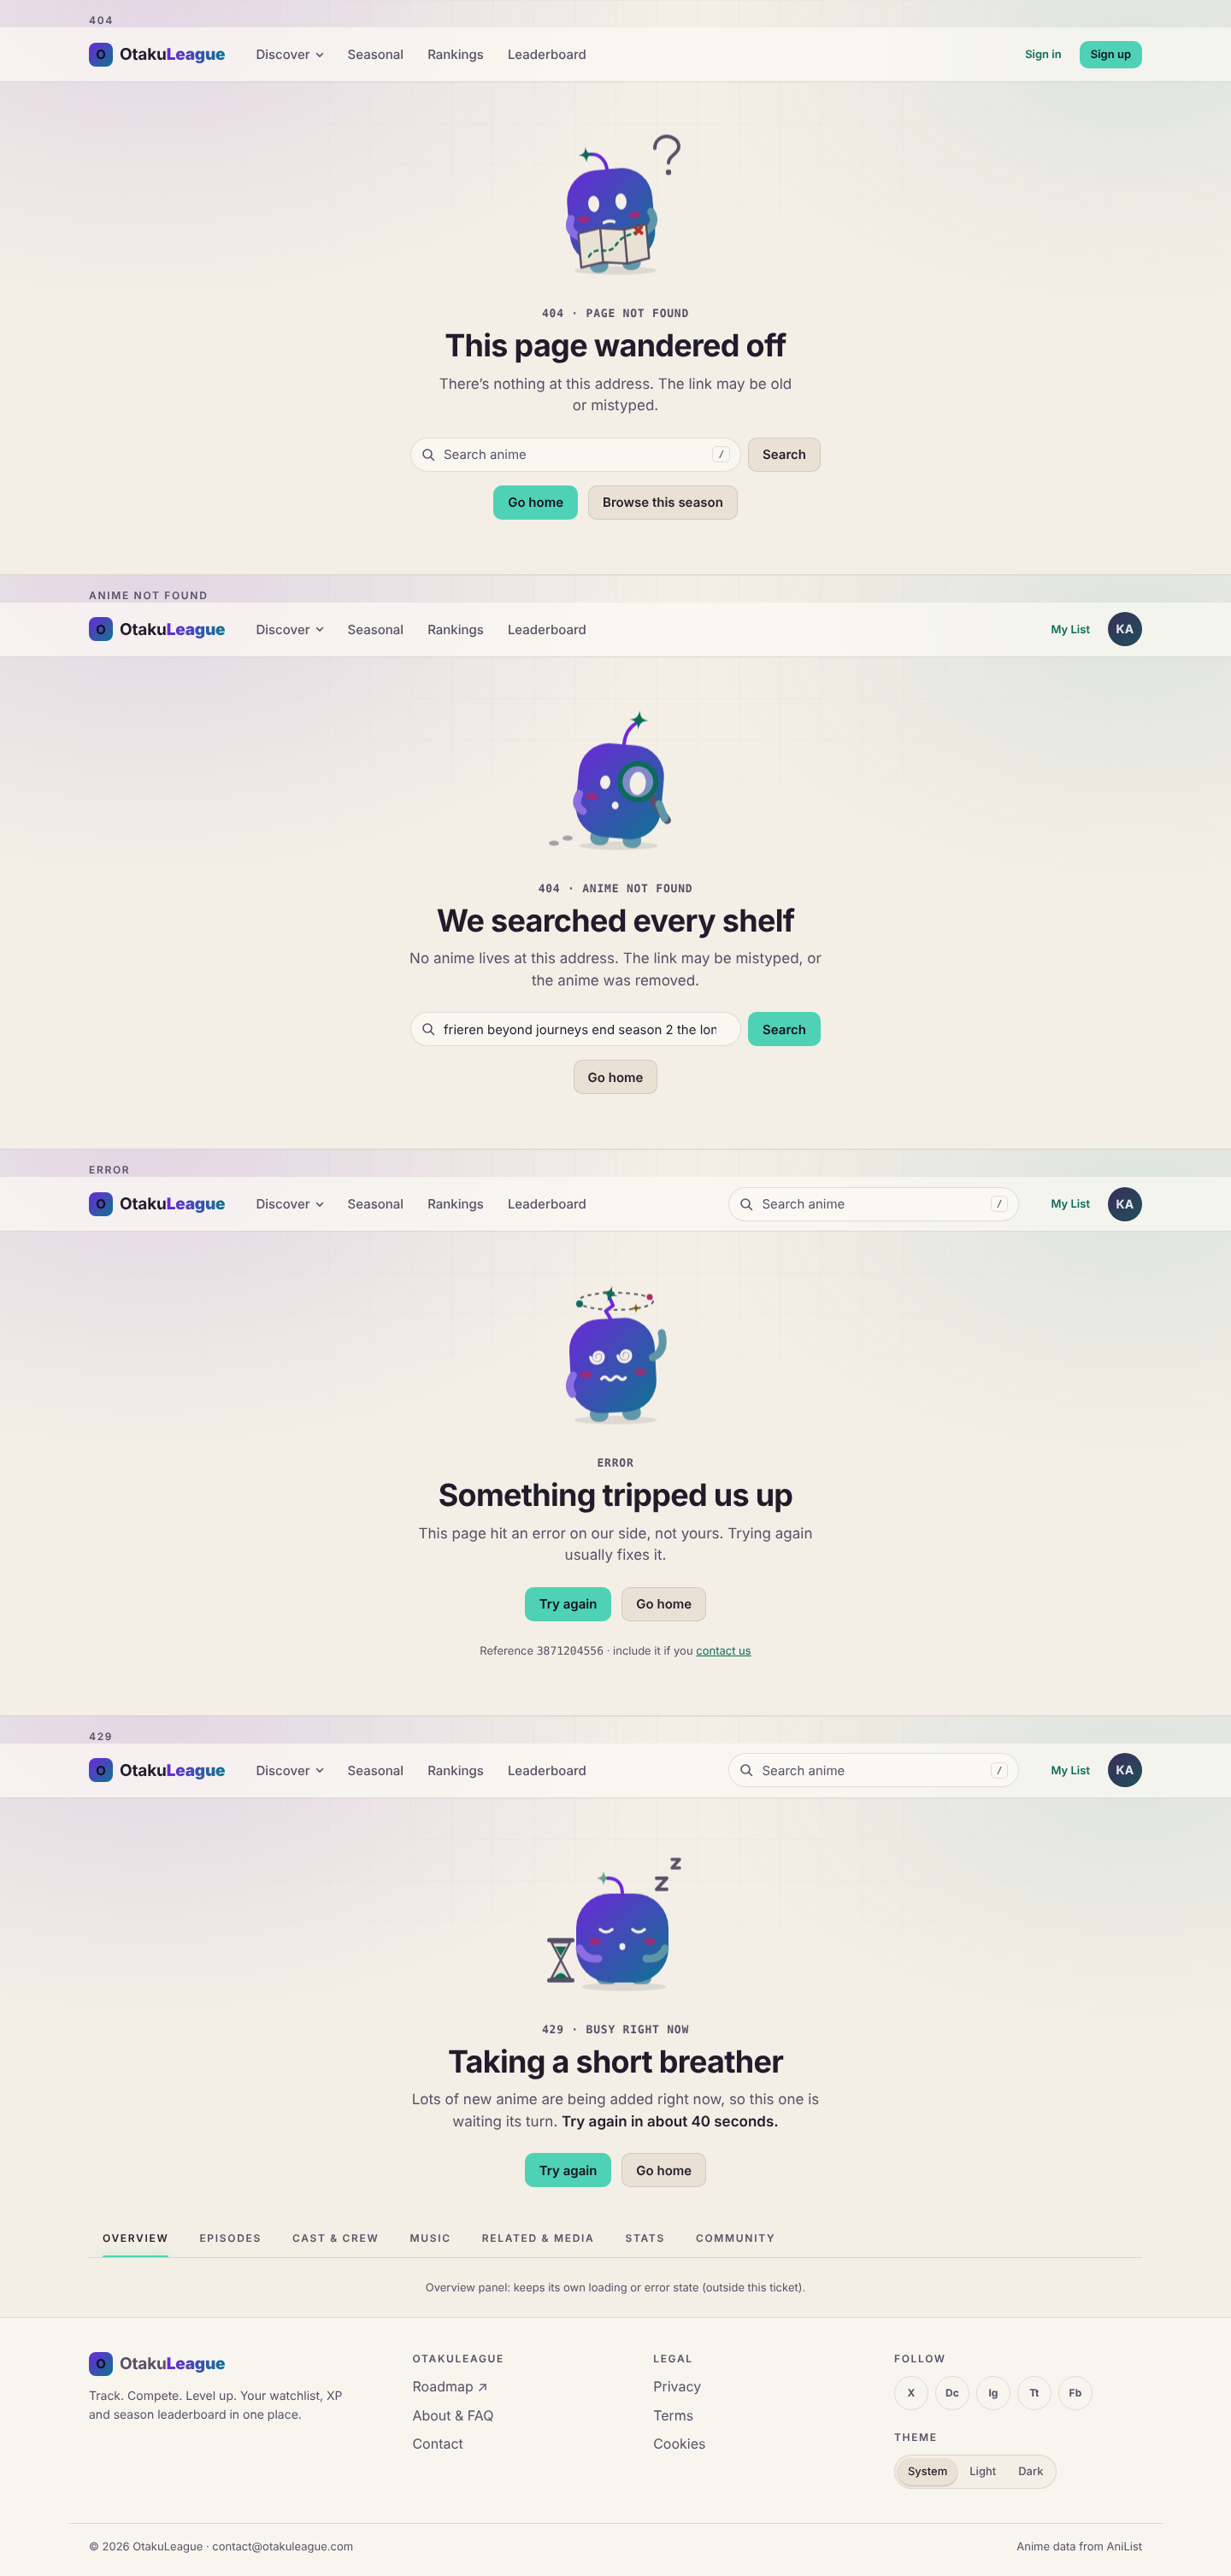 404
O OtakuLeague Discover Seasonal Rankings Leaderboard Sign in Sign up
?
404 · PAGE NOT FOUND
This page wandered off
There’s nothing at this address. The link may be old
or mistyped.
Search anime / Search
Go home Browse this season
ANIME NOT FOUND
O OtakuLeague Discover Seasonal Rankings Leaderboard My List KA
404 · ANIME NOT FOUND
We searched every shelf
No anime lives at this address. The link may be mistyped, or
the anime was removed.
frieren beyond journeys end season 2 the lon Search
Go home
ERROR
O OtakuLeague Discover Seasonal Rankings Leaderboard Search anime / My List KA
ERROR
Something tripped us up
This page hit an error on our side, not yours. Trying again
usually fixes it.
Try again Go home
Reference 3871204556 · include it if you contact us
429
O OtakuLeague Discover Seasonal Rankings Leaderboard Search anime / My List KA
z
z
429 · BUSY RIGHT NOW
Taking a short breather
Lots of new anime are being added right now, so this one is
waiting its turn. Try again in about 40 seconds.
Try again Go home
OVERVIEW EPISODES CAST & CREW MUSIC RELATED & MEDIA STATS COMMUNITY
Overview panel: keeps its own loading or error state (outside this ticket).
O OtakuLeague
Track. Compete. Level up. Your watchlist, XP
and season leaderboard in one place.
OTAKULEAGUE
Roadmap ↗
About & FAQ
Contact
LEGAL
Privacy
Terms
Cookies
FOLLOW
X Dc Ig Tt Fb
THEME
System Light Dark
© 2026 OtakuLeague · contact@otakuleague.com Anime data from AniList